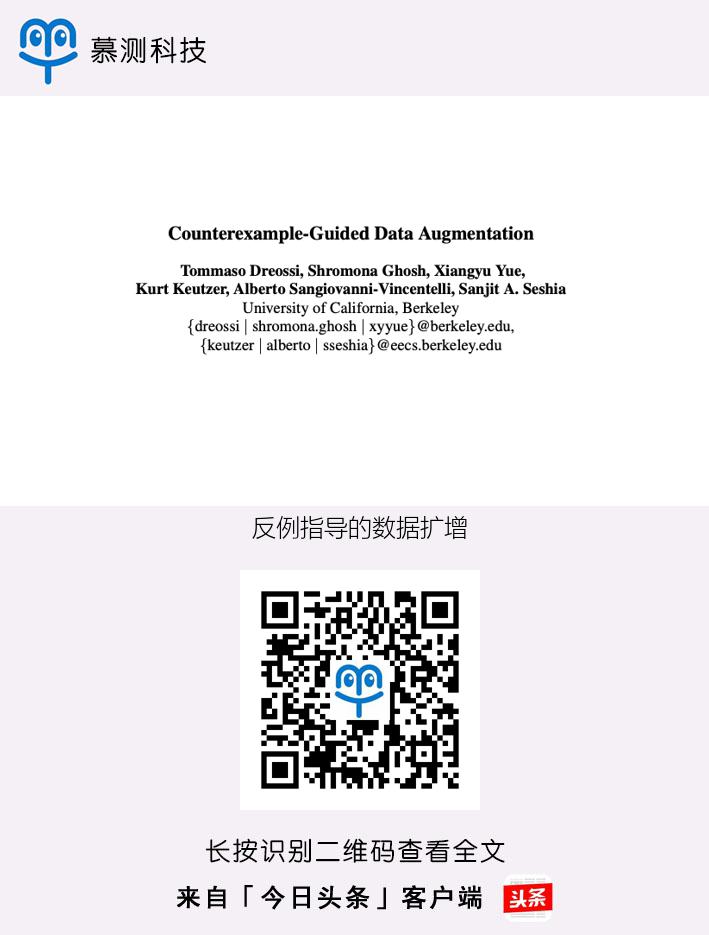 慕测科技
Counterexample-Guided Data Augmentation
Tommaso Dreossi, Shromona Ghosh, Xiangyu Yue,
Kurt Keutzer, Alberto Sangiovanni-Vincentelli, Sanjit A. Seshia
University of California, Berkeley
{dreossi | shromona.ghosh | xyyue}@berkeley.edu,
{keutzer | alberto | sseshia}@eecs.berkeley.edu
反例指导的数据扩增
长按识别二维码查看全文
来自「今日头条」客户端 头条